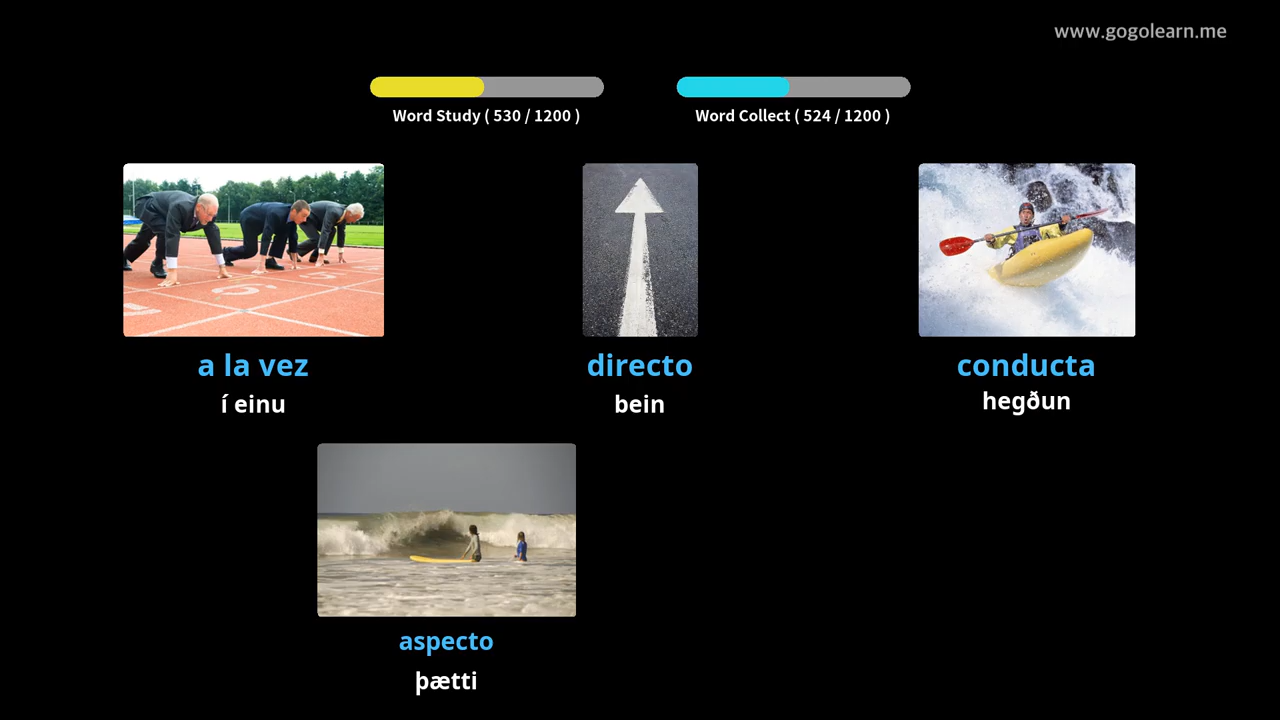 www.gogolearn.me
Word Study ( 530 / 1200 )
Word Collect ( 524 / 1200 )
a la vez
í einu
directo
bein
conducta
hegðun
aspecto
þætti